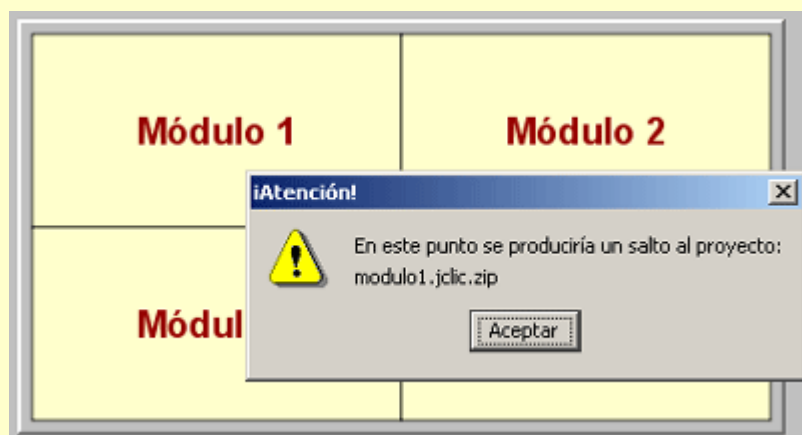 Módulo 1
Módulo 2
¡Atención!
En este punto se produciría un salto al proyecto:
modulo1.jclic.zip
Aceptar
Módul